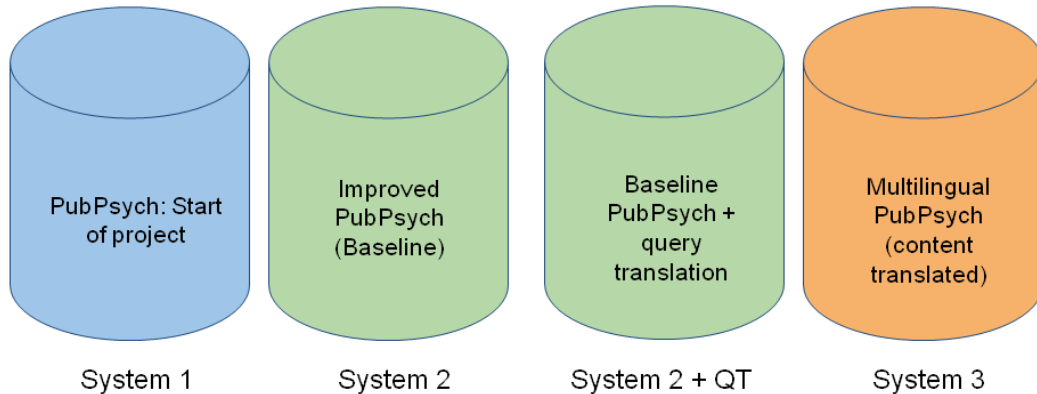 PubPsych: Start
of project
Improved
PubPsych
(Baseline)
Baseline
PubPsych +
query
translation
Multilingual
PubPsych
(content
translated)
System 1
System 2
System 2 + QT
System 3